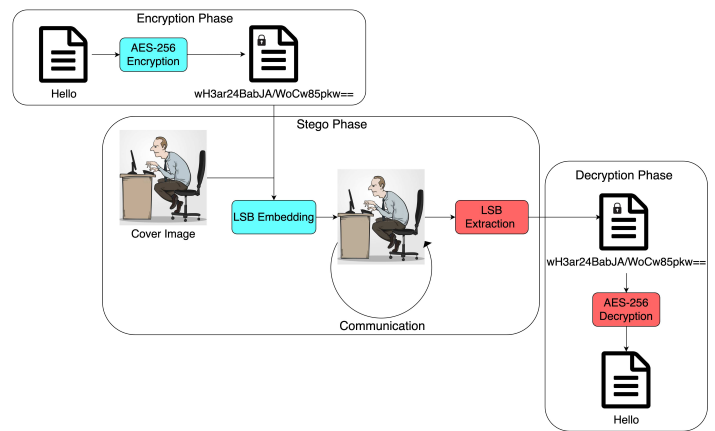 Encryption Phase
AES-256
Encryption
Hello
wH3ar24BabJA/WoCw85pkw==
Stego Phase
Cover Image
LSB Embedding
LSB
Extraction
Communication
Decryption Phase
wH3ar24BabJA/WoCw85pkw==
AES-256
Decryption
Hello